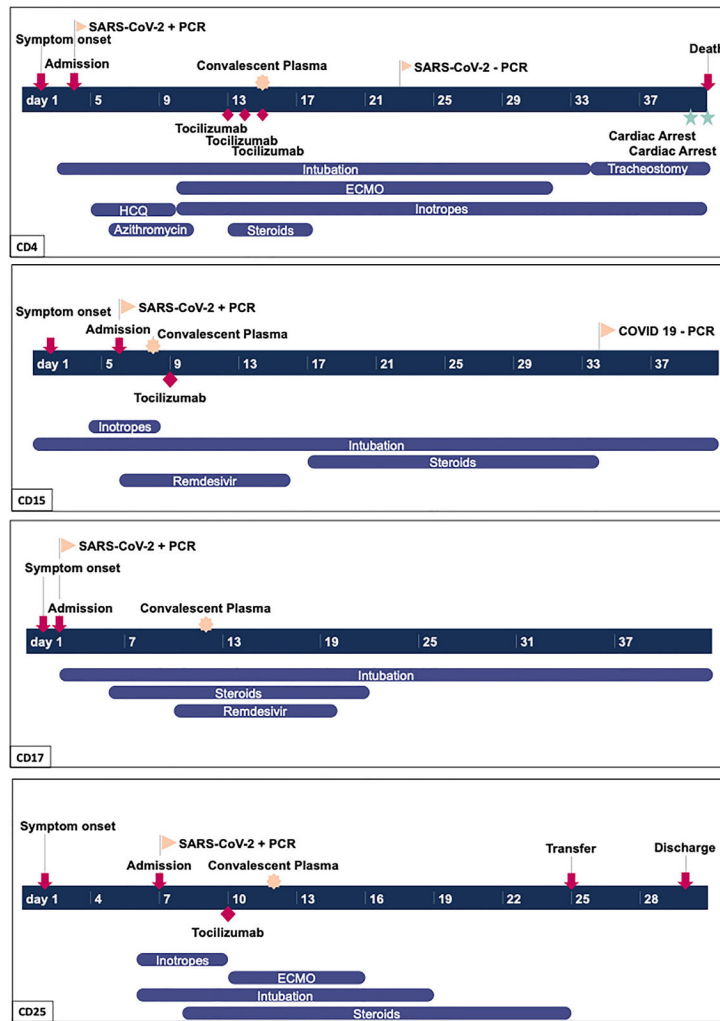 SARS-CoV-2 + PCR
Symptom onset
Admission
Convalescent Plasma
SARS-CoV-2 - PCR
Death
day 1 5 9 13 17 21 25 29 33 37
Tocilizumab
Tocilizumab
Tocilizumab
Cardiac Arrest
Cardiac Arrest
Intubation
Tracheostomy
ECMO
HCQ
Inotropes
Azithromycin
Steroids
CD4
SARS-CoV-2 + PCR
Symptom onset
Admission
Convalescent Plasma
COVID 19 - PCR
day 1 5 9 13 17 21 25 29 33 37
Tocilizumab
Inotropes
Intubation
Steroids
Remdesivir
CD15
SARS-CoV-2 + PCR
Symptom onset
Admission
Convalescent Plasma
day 1 7 13 19 25 31 37
Intubation
Steroids
Remdesivir
CD17
Symptom onset
SARS-CoV-2 + PCR
Admission
Convalescent Plasma
Transfer
Discharge
day 1 4 7 10 13 16 19 22 25 28
Tocilizumab
Inotropes
ECMO
Intubation
Steroids
CD25